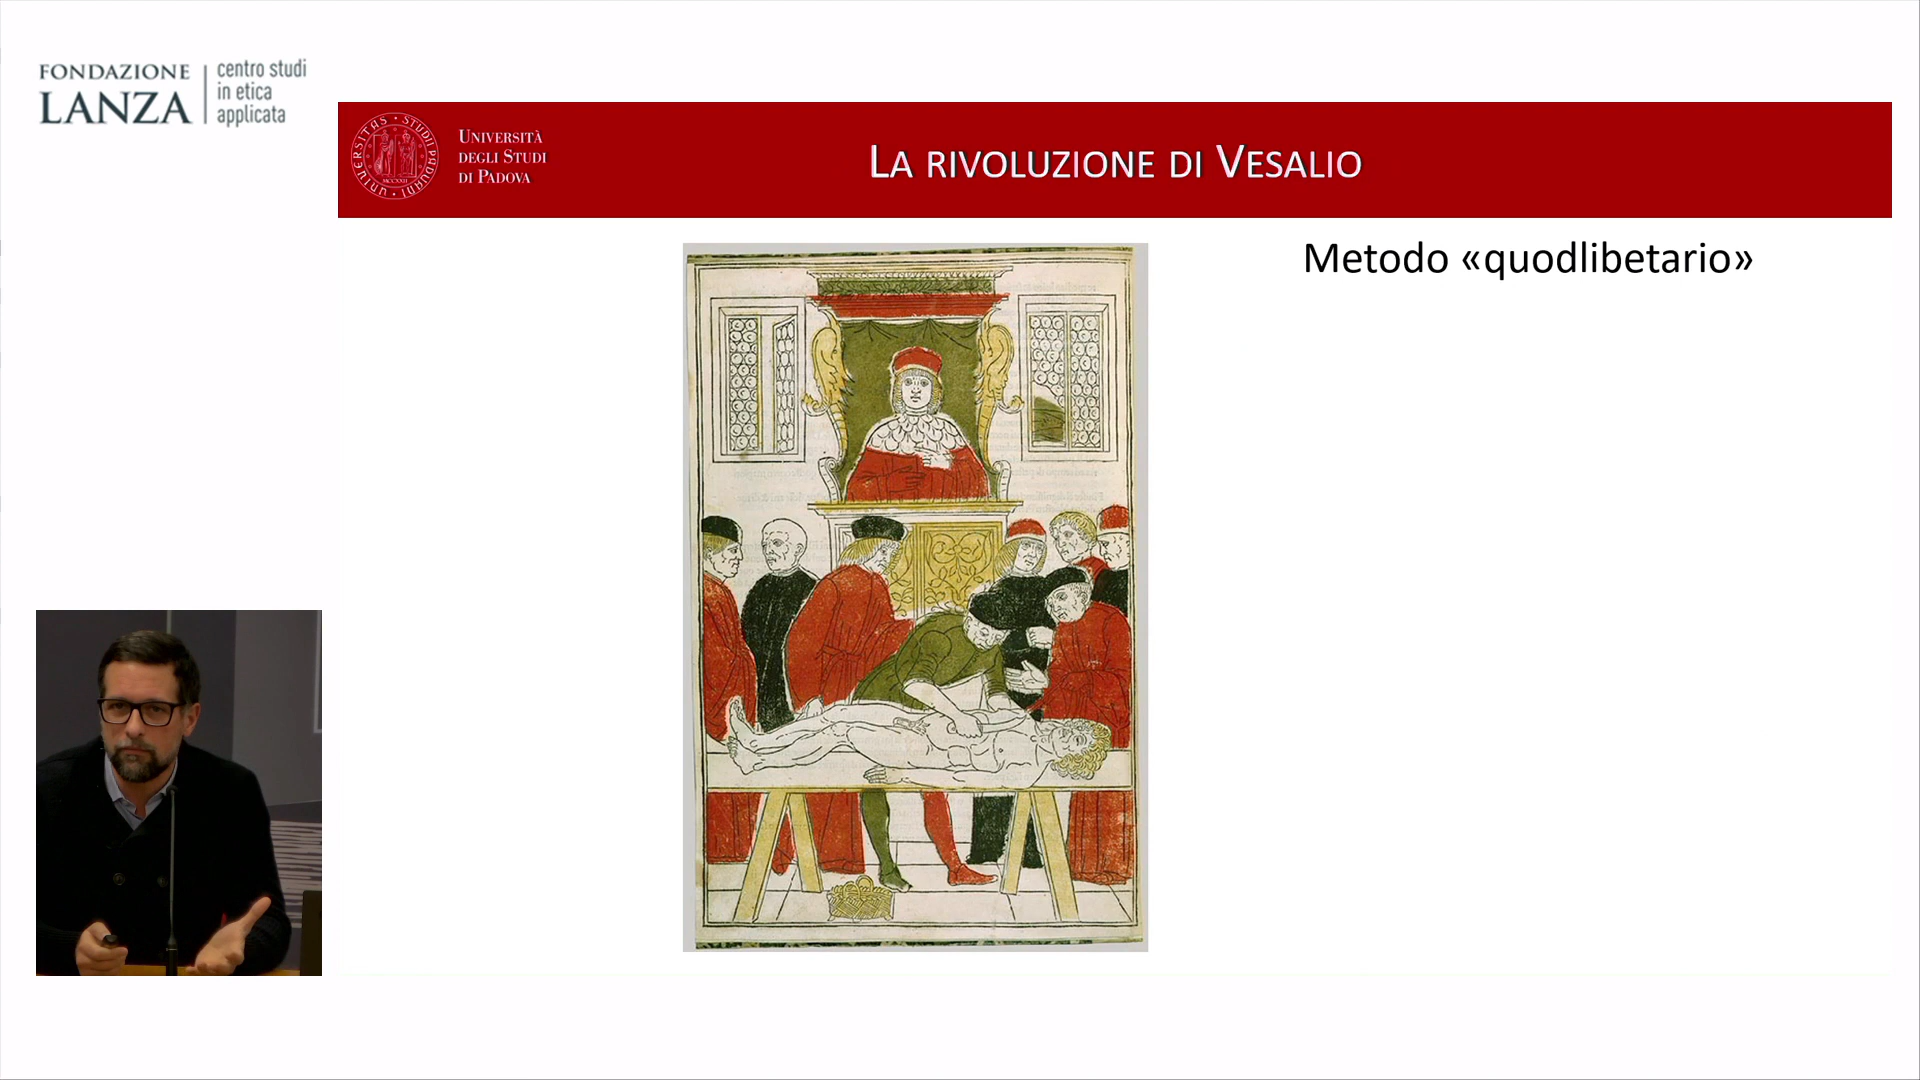 FONDAZIONE
LANZA
centro studi
in etica
applicata
UNIVERSITÀ
DEGLI STUDI
DI PADOVA
LA RIVOLUZIONE DI VESALIO
Metodo «quodlibetario»